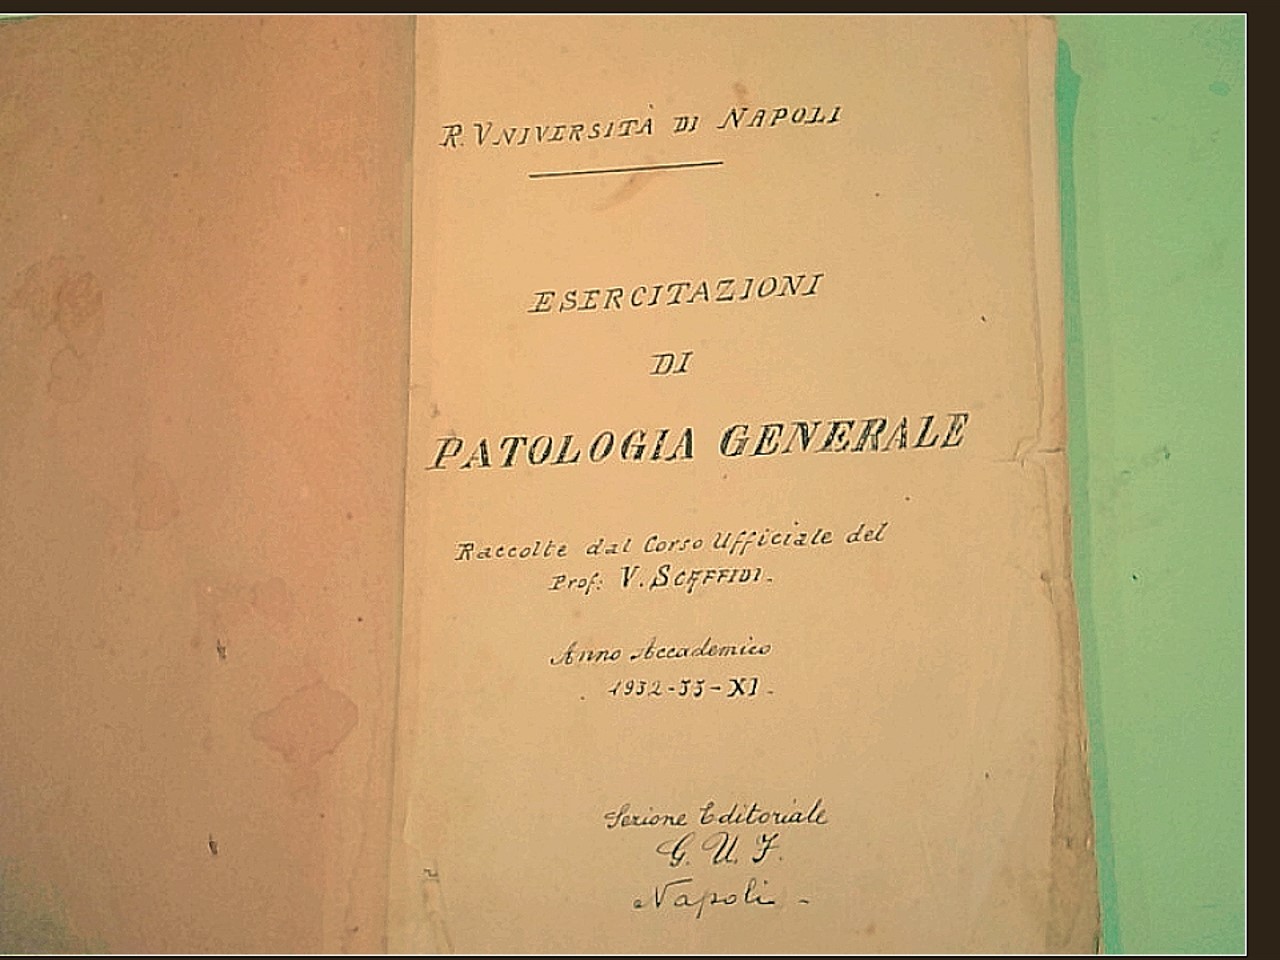 R. VNIVERSITÀ DI NAPOLI
ESERCITAZIONI
DI
PATOLOGIA GENERALE
Raccolte dal Corso Ufficiale del
Prof: V. SCAFFIDI.
Anno Accademico
1932-33-XI.
Sezione Editoriale
G. U. F.
Napoli -